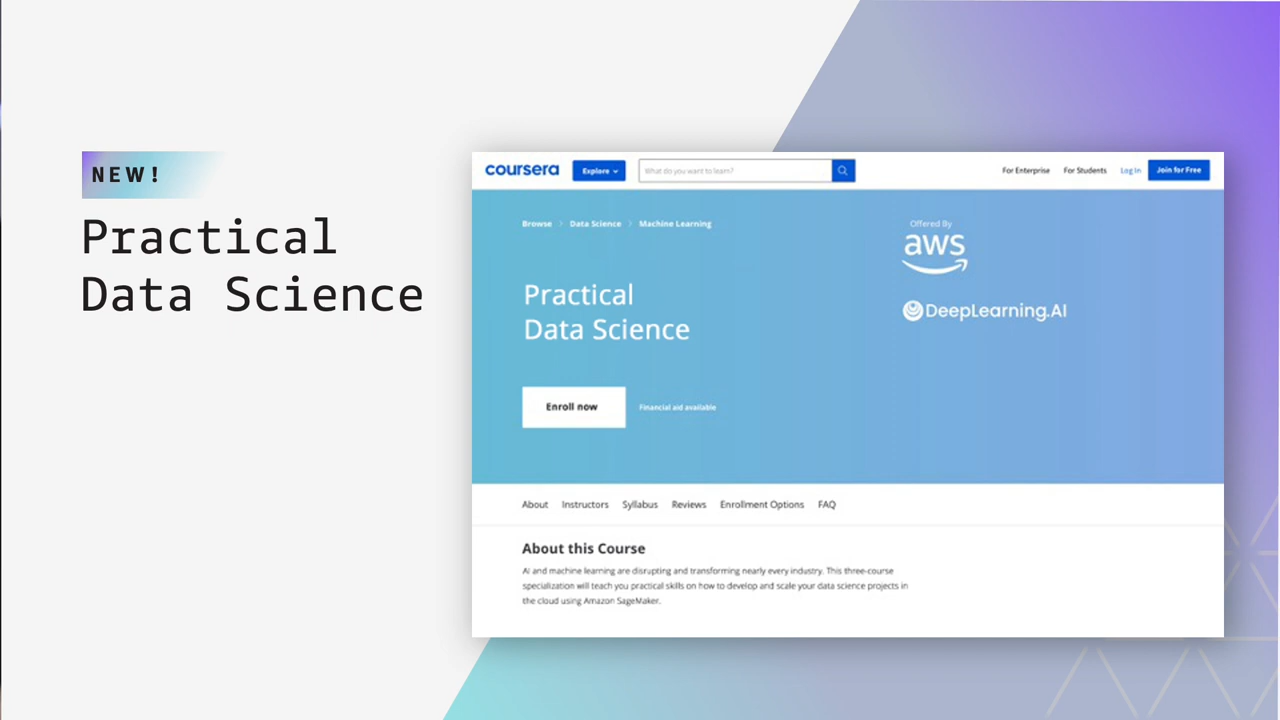 NEW!
Practical
Data Science
coursera
Explore
What do you want to learn?
For Enterprise
For Students
Log In
Join for Free
Browse
Data Science
Machine Learning
Offered By
aws
DeepLearning.AI
Practical
Data Science
Enroll now
Financial aid available
About
Instructors
Syllabus
Reviews
Enrollment Options
FAQ
About this Course
AI and machine learning are disrupting and transforming nearly every industry. This three-course
specialization will teach you practical skills on how to develop and scale your data science projects in
the cloud using Amazon SageMaker.